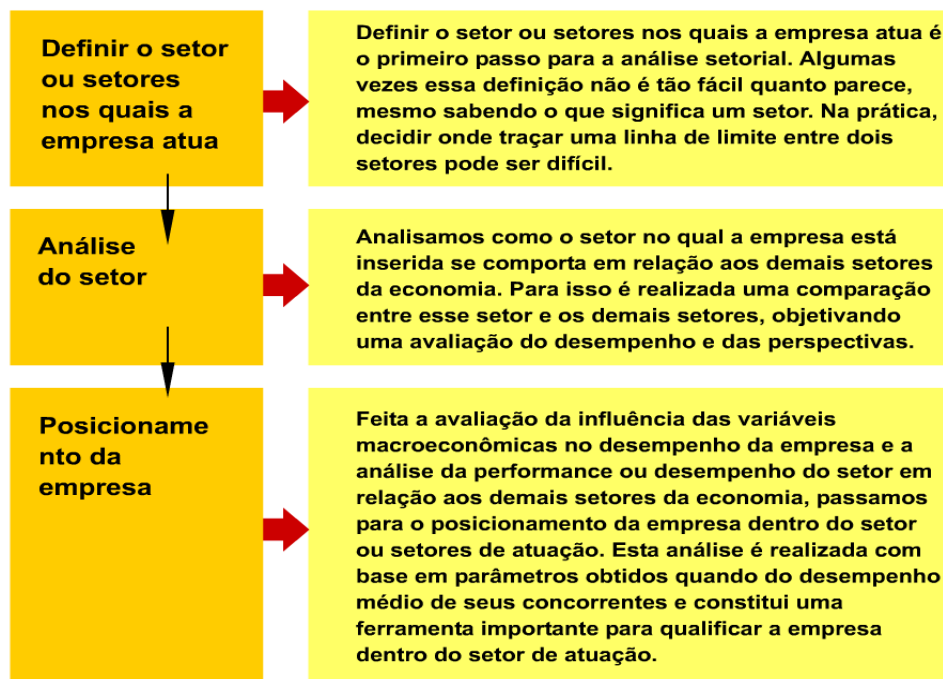 Definir o setor
ou setores
nos quais a
empresa atua
Definir o setor ou setores nos quais a empresa atua é
o primeiro passo para a análise setorial. Algumas
vezes essa definição não é tão fácil quanto parece,
mesmo sabendo o que significa um setor. Na prática,
decidir onde traçar uma linha de limite entre dois
setores pode ser difícil.
Análise
do setor
Analisamos como o setor no qual a empresa está
inserida se comporta em relação aos demais setores
da economia. Para isso é realizada uma comparação
entre esse setor e os demais setores, objetivando
uma avaliação do desempenho e das perspectivas.
Posicioname
nto da
empresa
Feita a avaliação da influência das variáveis
macroeconômicas no desempenho da empresa e a
análise da performance ou desempenho do setor em
relação aos demais setores da economia, passamos
para o posicionamento da empresa dentro do setor
ou setores de atuação. Esta análise é realizada com
base em parâmetros obtidos quando do desempenho
médio de seus concorrentes e constitui uma
ferramenta importante para qualificar a empresa
dentro do setor de atuação.